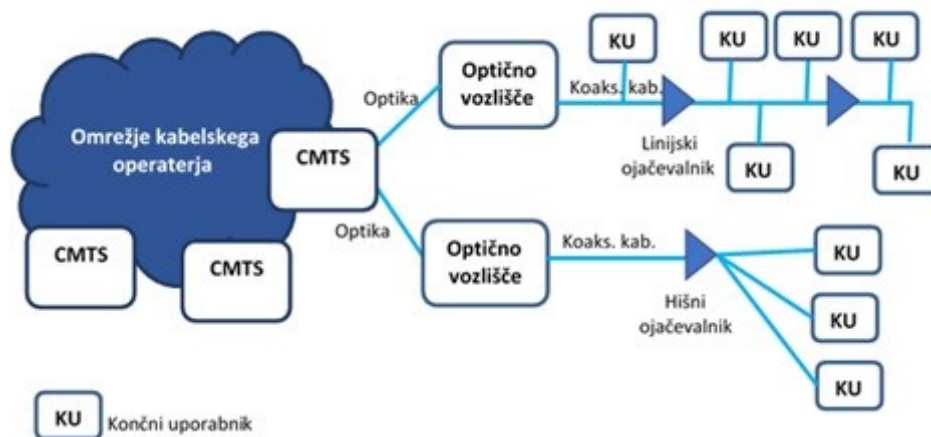 KU
KU
KU
KU
Optično
vozlišče
Optika
Koaks. kab.
Omrežje kabelskega
operaterja
CMTS
Linijski
ojačevalnik
KU
KU
Optika
Optično
vozlišče
Koaks. kab.
KU
CMTS
CMTS
Hišni
ojačevalnik
KU
KU
KU
Končni uporabnik